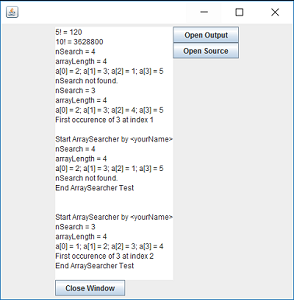 5! = 120
10! = 3628800
nSearch = 4
arrayLength = 4
a[0] = 2; a[1] = 3; a[2] = 1; a[3] = 5
nSearch not found.
nSearch = 3
arrayLength = 4
a[0] = 2; a[1] = 3; a[2] = 1; a[3] = 5
First occurence of 3 at index 1
Start ArraySearcher by <yourName>
nSearch = 4
arrayLength = 4
a[0] = 2; a[1] = 3; a[2] = 1; a[3] = 5
nSearch not found.
End ArraySearcher Test
Start ArraySearcher by <yourName>
nSearch = 3
arrayLength = 4
a[0] = 1; a[1] = 2; a[2] = 3; a[3] = 4
First occurence of 3 at index 2
End ArraySearcher Test
Open Output
Open Source
Close Window